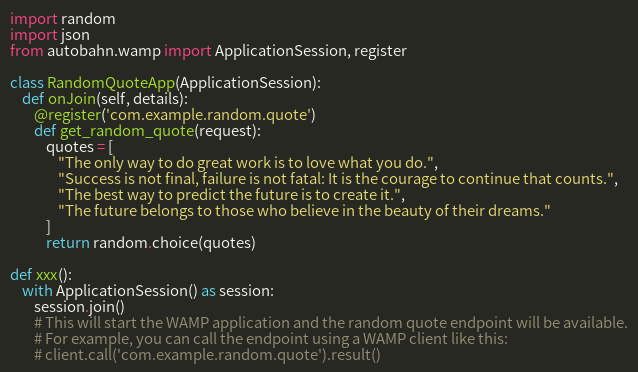 import random
import json
from autobahn.wamp import ApplicationSession, register

class RandomQuoteApp(ApplicationSession):
    def onJoin(self, details):
        @register('com.example.random.quote')
        def get_random_quote(request):
            quotes = [
                "The only way to do great work is to love what you do.",
                "Success is not final, failure is not fatal: It is the courage to continue that counts.",
                "The best way to predict the future is to create it.",
                "The future belongs to those who believe in the beauty of their dreams."
            ]
            return random.choice(quotes)

def xxx():
    with ApplicationSession() as session:
        session.join()
        # This will start the WAMP application and the random quote endpoint will be available.
        # For example, you can call the endpoint using a WAMP client like this:
        # client.call('com.example.random.quote').result()